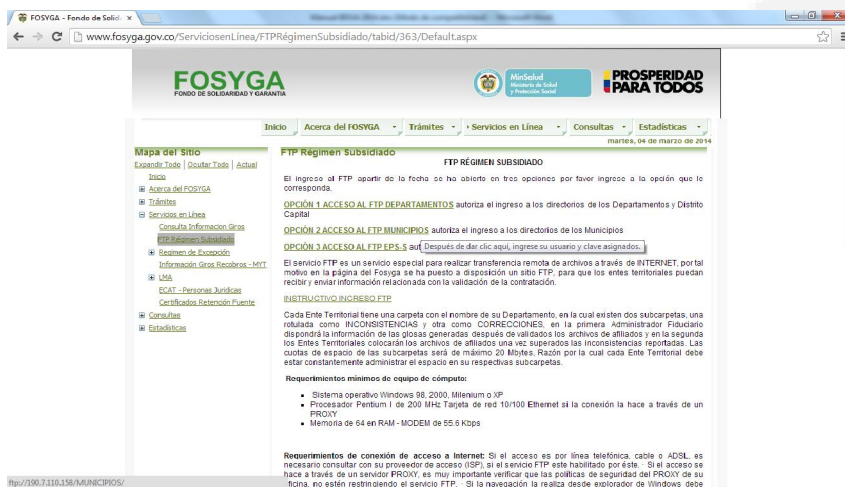 FOSYGA - Fondo de Solid
www.fosyga.gov.co/ServiciosenLínea/FTPRégimenSubsidiado/tabid/363/Default.aspx
FOSYGA
FONDO DE SOLIDARIDAD Y GARANTIA
MinSalud
Ministerio de Salud
y Protección Social
PROSPERIDAD
PARA TODOS
Inicio Acerca del FOSYGA Trámites Servicios en Línea Consultas Estadísticas
martes, 04 de marzo de 2014
Mapa del Sitio
Expandir Todo | Ocultar Todo | Actual
Inicio
Acerca del FOSYGA
Trámites
Servicios en Línea
Consulta Informacion Giros
FTP Régimen Subsidiado
Regimen de Excepción
Información Giros Recobros - MYT
LMA
ECAT - Personas Juridicas
Certificados Retención Fuente
Consultas
Estadísticas
FTP Régimen Subsidiado
FTP RÉGIMEN SUBSIDIADO
El ingreso al FTP apartir de la fecha se ha abierto en tres opciones por favor ingrese a la opción que le
corresponda.
OPCIÓN 1 ACCESO AL FTP DEPARTAMENTOS autoriza el ingreso a los directorios de los Departamentos y Distrito
Capital
OPCIÓN 2 ACCESO AL FTP MUNICIPIOS autoriza el ingreso a los directorios de los Municipios
OPCIÓN 3 ACCESO AL FTP EPS-S aut
Después de dar clic aquí, ingrese su usuario y clave asignados.
El servicio FTP es un servicio especial para realizar transferencia remota de archivos a través de INTERNET, por tal
motivo en la página del Fosyga se ha puesto a disposición un sitio FTP, para que los entes territoriales puedan
recibir y enviar información relacionada con la validación de la contratación.
INSTRUCTIVO INGRESO FTP
Cada Ente Territorial tiene una carpeta con el nombre de su Departamento, en la cual existen dos subcarpetas, una
rotulada como INCONSISTENCIAS y otra como CORRECCIONES, en la primera Administrador Fiduciario
dispondrá la información de las glosas generadas después de validados los archivos de afiliados y en la segunda
los Entes Territoriales colocarán los archivos de afiliados una vez superados las inconsistencias reportadas. Las
cuotas de espacio de las subcarpetas será de máximo 20 Mbytes, Razón por la cual cada Ente Territorial debe
estar constantemente administrar el espacio en su respectivas subcarpetas.
Requerimientos mínimos de equipo de cómputo:
Sistema operativo Windows 98, 2000, Milenium o XP
Procesador Pentium I de 200 MHz Tarjeta de red 10/100 Ethernet si la conexión la hace a través de un
PROXY
Memoria de 64 en RAM - MODEM de 55.6 Kbps
Requerimientos de conexión de acceso a Internet: Si el acceso es por línea telefónica, cable o ADSL, es
necesario consultar con su proveedor de acceso (ISP), si el servicio FTP este habilitado por éste. · Si el acceso se
hace a través de un servidor PROXY, es muy importante verificar que las políticas de seguridad del PROXY de su
oficina, no estén restringiendo el servicio FTP. · Si la navegación la realiza desde explorador de Windows debe
ftp://190.7.110.158/MUNICIPIOS/